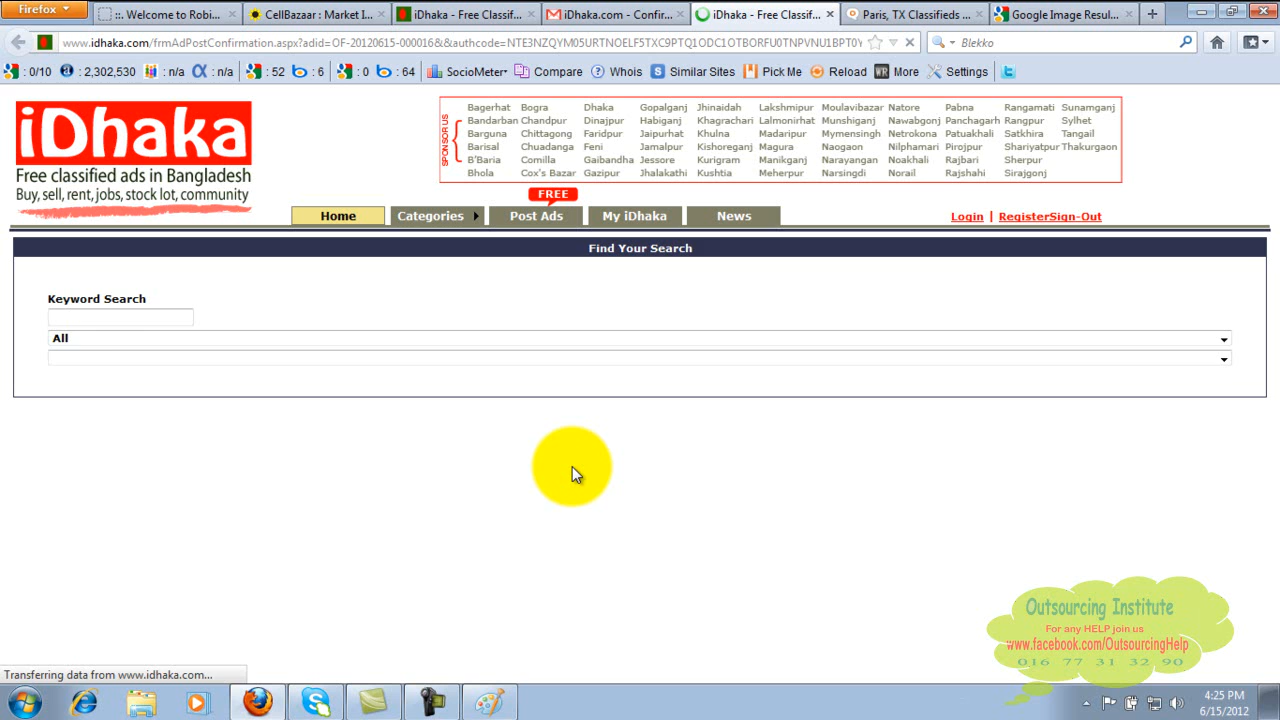 Firefox
::. Welcome to Robi...
CellBazaar : Market I...
iDhaka - Free Classif...
iDhaka.com - Confir...
iDhaka - Free Classif...
Paris, TX Classifieds ...
Google Image Resul...
www.idhaka.com/frmAdPostConfirmation.aspx?adid=OF-20120615-000016&&authcode=NTE3NZQYM05URTNOELF5TXC9PTQ1ODC1OTBORFU0TNPVNU1BPT0Y
Blekko
: 0/10 : 2,302,530 : n/a : n/a : 52 : 6 : 0 : 64 SocioMeter Compare Whois Similar Sites Pick Me Reload More Settings
iDhaka
Free classified ads in Bangladesh
Buy, sell, rent, jobs, stock lot, community
SPONSOR US
Bagerhat Bogra Dhaka Gopalganj Jhinaidah Lakshmipur Moulavibazar Natore Pabna Rangamati Sunamganj
Bandarban Chandpur Dinajpur Habiganj Khagrachari Lalmonirhat Munshiganj Nawabgonj Panchagarh Rangpur Sylhet
Barguna Chittagong Faridpur Jaipurhat Khulna Madaripur Mymensingh Netrokona Patuakhali Satkhira Tangail
Barisal Chuadanga Feni Jamalpur Kishoreganj Magura Naogaon Nilphamari Pirojpur Shariyatpur Thakurgaon
B'Baria Comilla Gaibandha Jessore Kurigram Manikganj Narayangan Noakhali Rajbari Sherpur
Bhola Cox's Bazar Gazipur Jhalakathi Kushtia Meherpur Narsingdi Norail Rajshahi Sirajgonj
FREE
Home Categories Post Ads My iDhaka News
Login | RegisterSign-Out
Find Your Search
Keyword Search
All
Outsourcing Institute
For any HELP join us
www.facebook.com/OutsourcingHelp
016 77 31 32 90
Transferring data from www.idhaka.com...
4:25 PM
6/15/2012